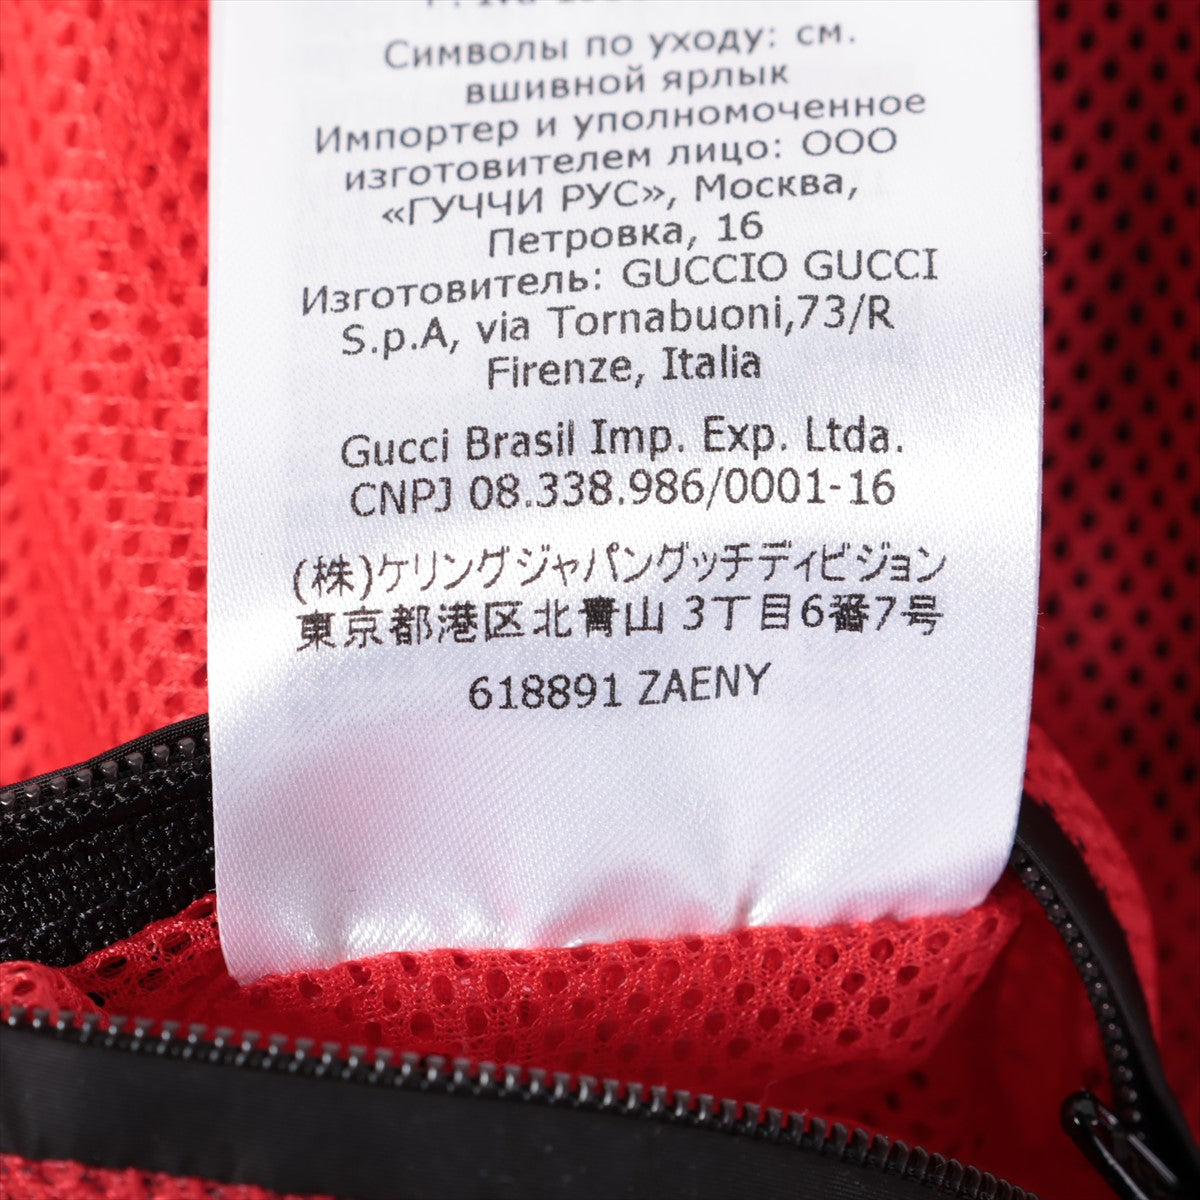 Символы по уходу: см.
вшивной ярлык
Импортер и уполномоченное
изготовителем лицо: ООО
«ГУЧЧИ РУС», Москва,
Петровка, 16
Изготовитель: GUCCIO GUCCI
S.p.A, via Tornabuoni,73/R
Firenze, Italia
Gucci Brasil Imp. Exp. Ltda.
CNPJ 08.338.986/0001-16
(株)ケリングジャパングッチディビジョン
東京都港区北青山 3丁目6番7号
618891 ZAENY